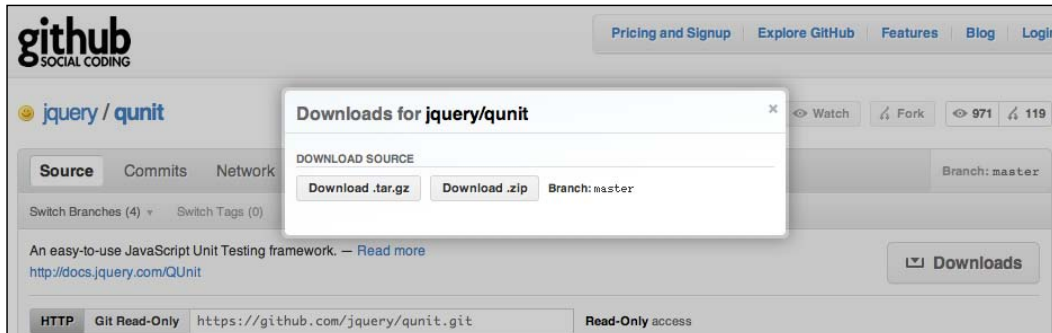 github
SOCIAL CODING
Pricing and Signup Explore GitHub Features Blog Login
jquery / qunit
Downloads for jquery/qunit ×
Watch Fork 971 119
DOWNLOAD SOURCE
Download .tar.gz Download .zip Branch: master
Source Commits Network
Branch: master
Switch Branches (4) Switch Tags (0)
An easy-to-use JavaScript Unit Testing framework. — Read more
http://docs.jquery.com/QUnit
Downloads
HTTP Git Read-Only https://github.com/jquery/qunit.git Read-Only access